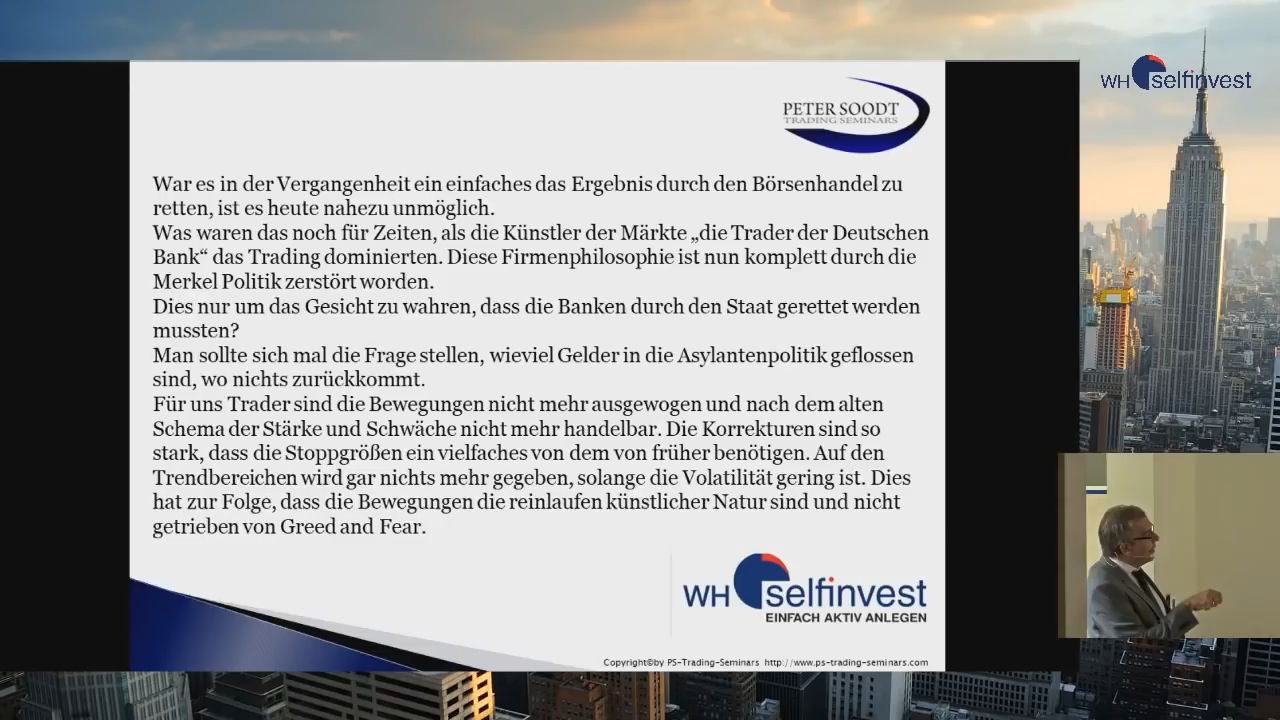 WH selfinvest
PETER SOODT
TRADING SEMINARS
War es in der Vergangenheit ein einfaches das Ergebnis durch den Börsenhandel zu
retten, ist es heute nahezu unmöglich.
Was waren das noch für Zeiten, als die Künstler der Märkte „die Trader der Deutschen
Bank“ das Trading dominierten. Diese Firmenphilosophie ist nun komplett durch die
Merkel Politik zerstört worden.
Dies nur um das Gesicht zu wahren, dass die Banken durch den Staat gerettet werden
mussten?
Man sollte sich mal die Frage stellen, wieviel Gelder in die Asylantenpolitik geflossen
sind, wo nichts zurückkommt.
Für uns Trader sind die Bewegungen nicht mehr ausgewogen und nach dem alten
Schema der Stärke und Schwäche nicht mehr handelbar. Die Korrekturen sind so
stark, dass die Stoppgrößen ein vielfaches von dem von früher benötigen. Auf den
Trendbereichen wird gar nichts mehr gegeben, solange die Volatilität gering ist. Dies
hat zur Folge, dass die Bewegungen die reinlaufen künstlicher Natur sind und nicht
getrieben von Greed and Fear.
WH selfinvest
EINFACH AKTIV ANLEGEN
Copyright©by PS-Trading-Seminars http://www.ps-trading-seminars.com